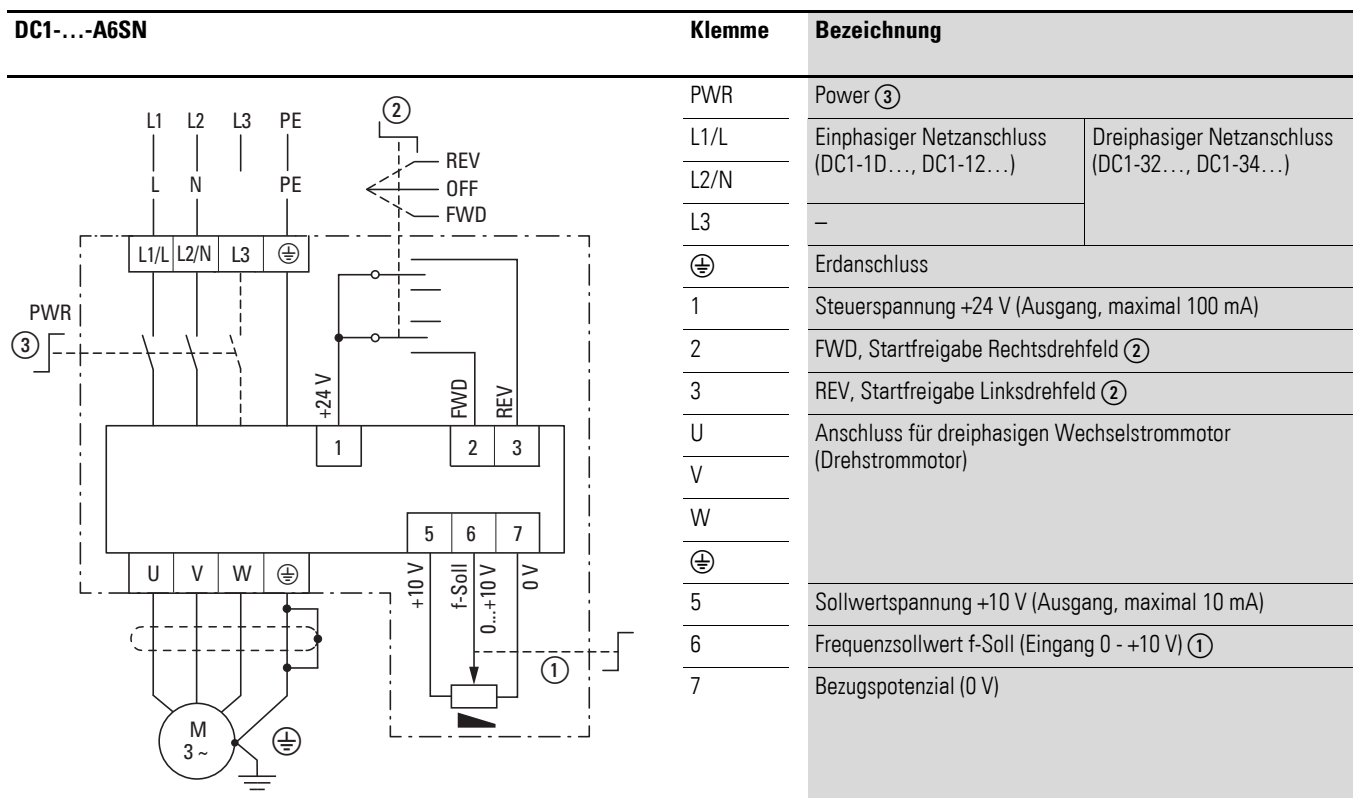 DC1-...-A6SN
Klemme Bezeichnung
L1 L2 L3 PE
L N PE
②
REV
OFF
FWD
L1/L L2/N L3
PWR
③
+24 V
FWD
REV
1 2 3
5 6 7
U V W
+10 V
f-Soll
0...+10 V
0 V
①
M
3 ~
PWR Power ③
L1/L Einphasiger Netzanschluss Dreiphasiger Netzanschluss
(DC1-1D..., DC1-12...) (DC1-32..., DC1-34...)
L2/N
L3 –
Erdanschluss
1 Steuerspannung +24 V (Ausgang, maximal 100 mA)
2 FWD, Startfreigabe Rechtsdrehfeld ②
3 REV, Startfreigabe Linksdrehfeld ②
U Anschluss für dreiphasigen Wechselstrommotor
(Drehstrommotor)
V
W
5 Sollwertspannung +10 V (Ausgang, maximal 10 mA)
6 Frequenzsollwert f-Soll (Eingang 0 - +10 V) ①
7 Bezugspotenzial (0 V)